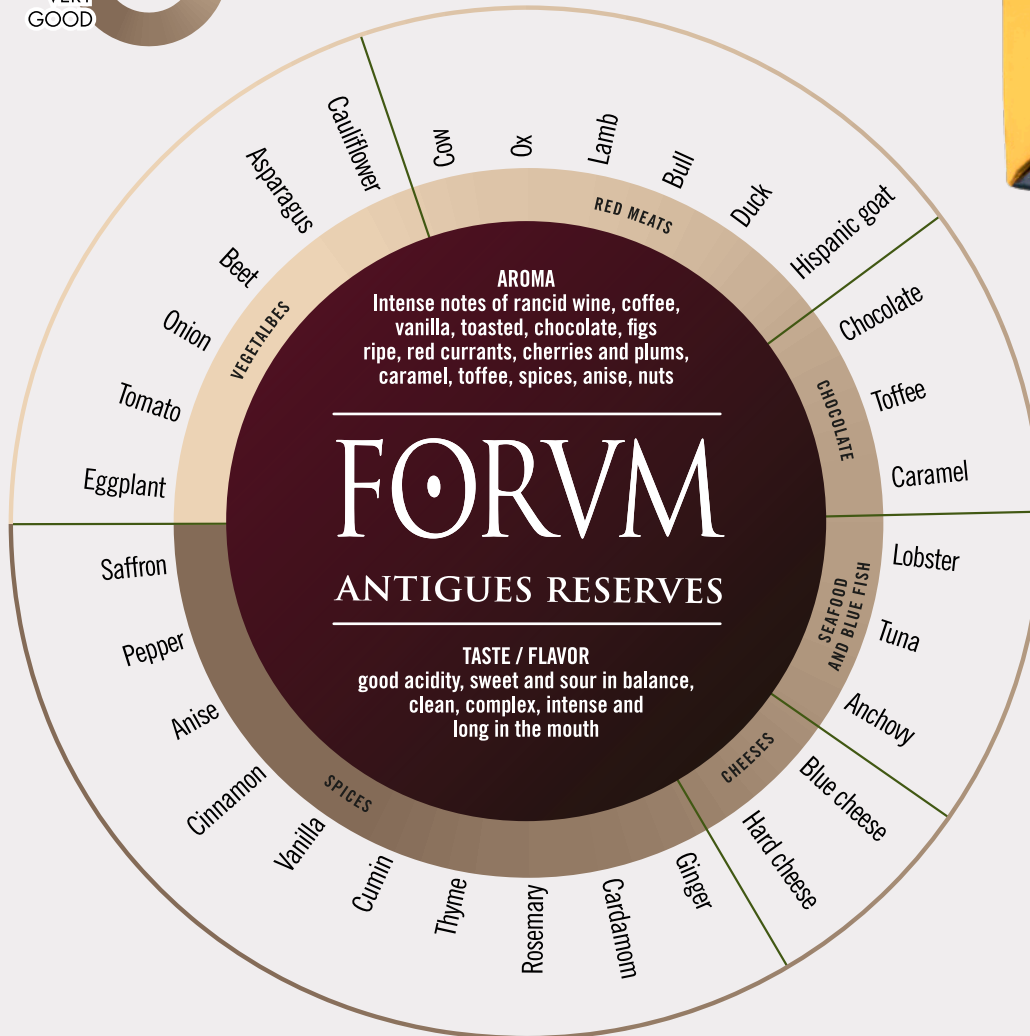 VERY
GOOD
Cauliflower
Asparagus
Beet
Onion
Tomato
Eggplant
VEGETALBES
Cow
Ox
Lamb
Bull
Duck
Hispanic goat
RED MEATS
Chocolate
Toffee
Caramel
CHOCOLATE
Lobster
Tuna
Anchovy
SEAFOOD
AND BLUE FISH
Blue cheese
Hard cheese
CHEESES
Ginger
Cardamom
Rosemary
Thyme
Cumin
Vanilla
Cinnamon
Anise
Pepper
Saffron
SPICES
AROMA
Intense notes of rancid wine, coffee,
vanilla, toasted, chocolate, figs
ripe, red currants, cherries and plums,
caramel, toffee, spices, anise, nuts
FORVM
ANTIGUES RESERVES
TASTE / FLAVOR
good acidity, sweet and sour in balance,
clean, complex, intense and
long in the mouth